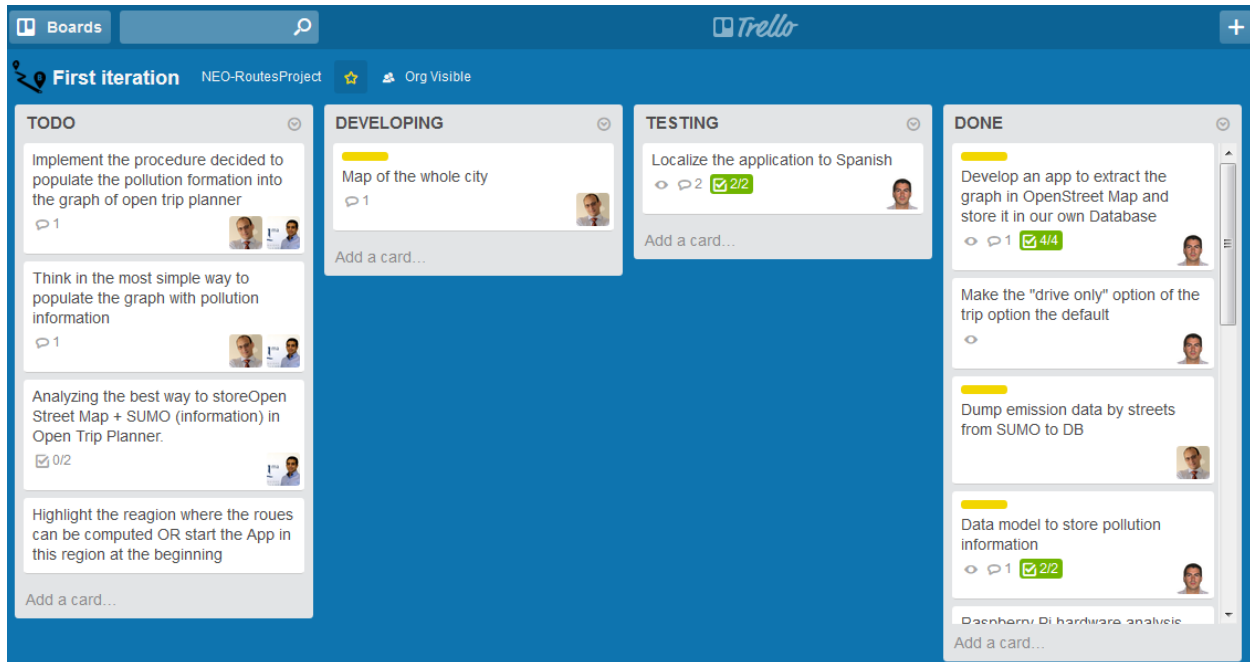 Boards
Trello
+
First iteration NEO-RoutesProject Org Visible
TODO
Implement the procedure decided to
populate the pollution formation into
the graph of open trip planner
1
Think in the most simple way to
populate the graph with pollution
information
1
Analyzing the best way to storeOpen
Street Map + SUMO (information) in
Open Trip Planner.
0/2
Highlight the reagion where the roues
can be computed OR start the App in
this region at the beginning
Add a card...
DEVELOPING
Map of the whole city
1
Add a card...
TESTING
Localize the application to Spanish
2 2/2
Add a card...
DONE
Develop an app to extract the
graph in OpenStreet Map and
store it in our own Database
1 4/4
Make the "drive only" option of the
trip option the default
Dump emission data by streets
from SUMO to DB
Data model to store pollution
information
1 2/2
Raspberry Pi hardware analysis
Add a card...